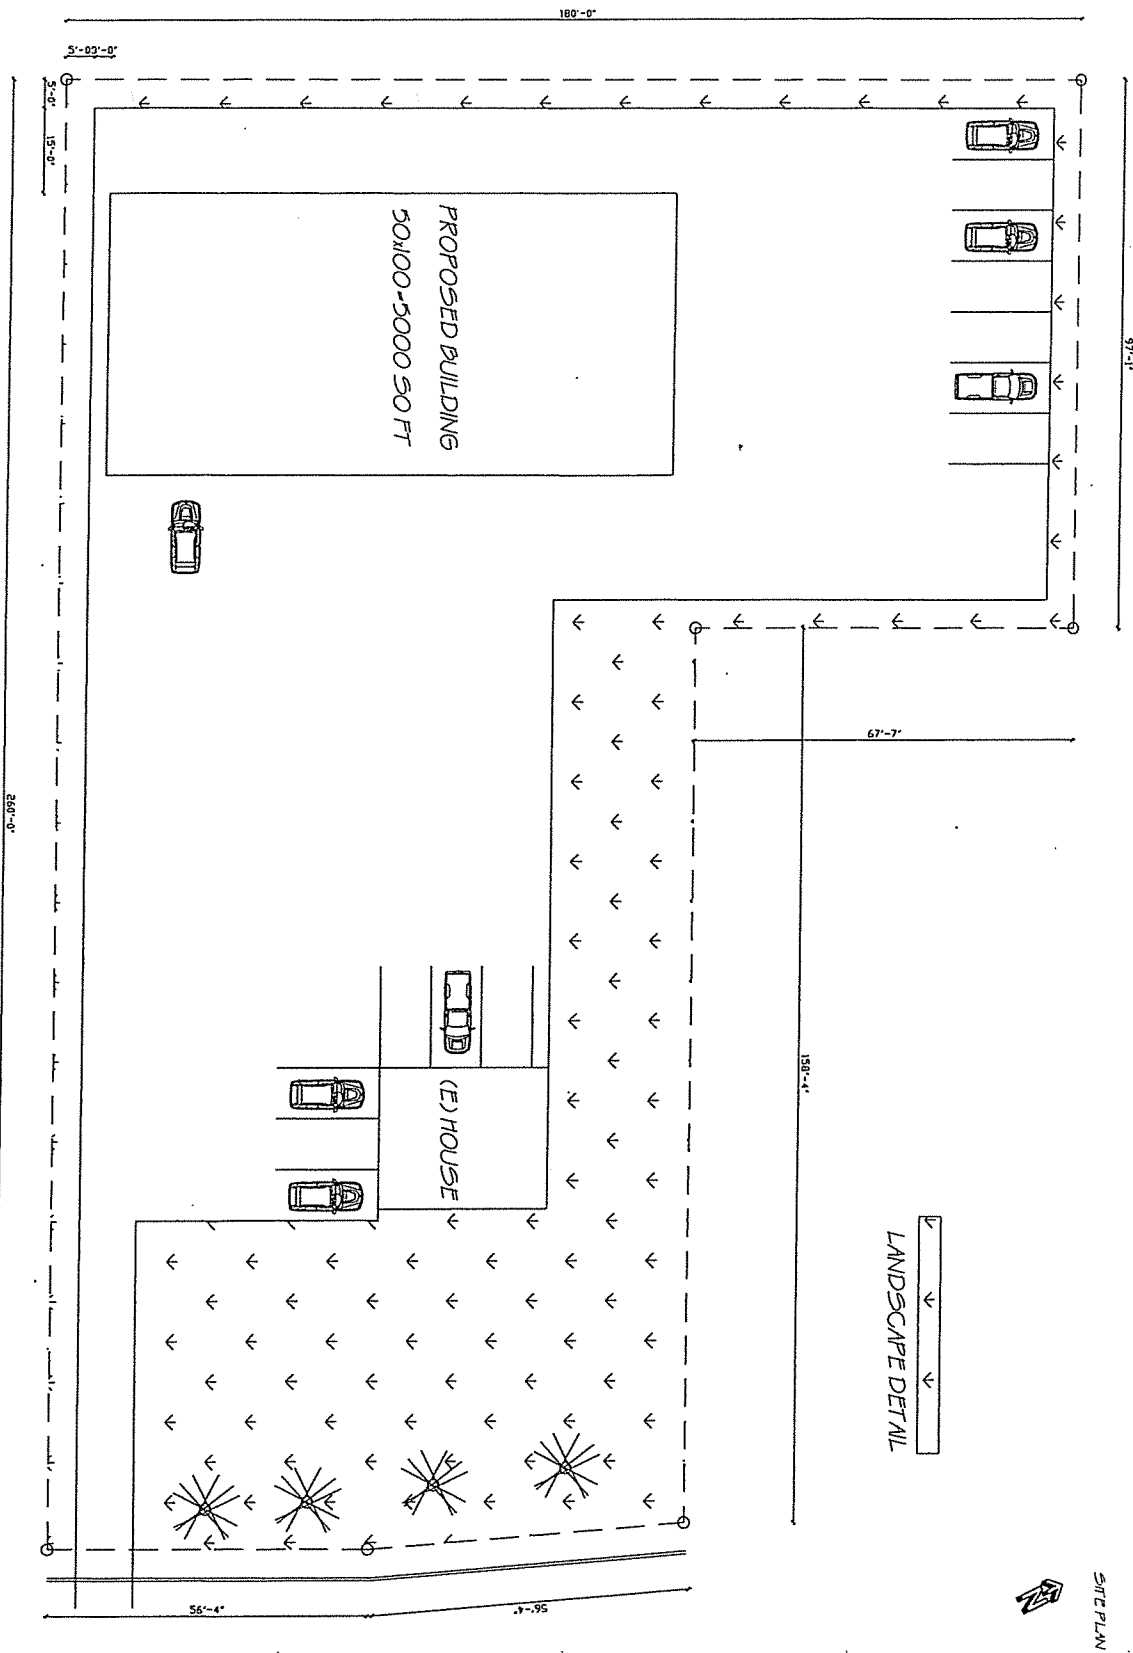 180'-0"
5'-03'-0"
5'-0"
15'-0"
97'-1"
PROPOSED BUILDING
50x100=5000 SQ FT
67'-7"
260'-0"
158'-4"
(E) HOUSE
LANDSCAPE DETAIL
56'-4"
56'-4"
SITE PLAN
N